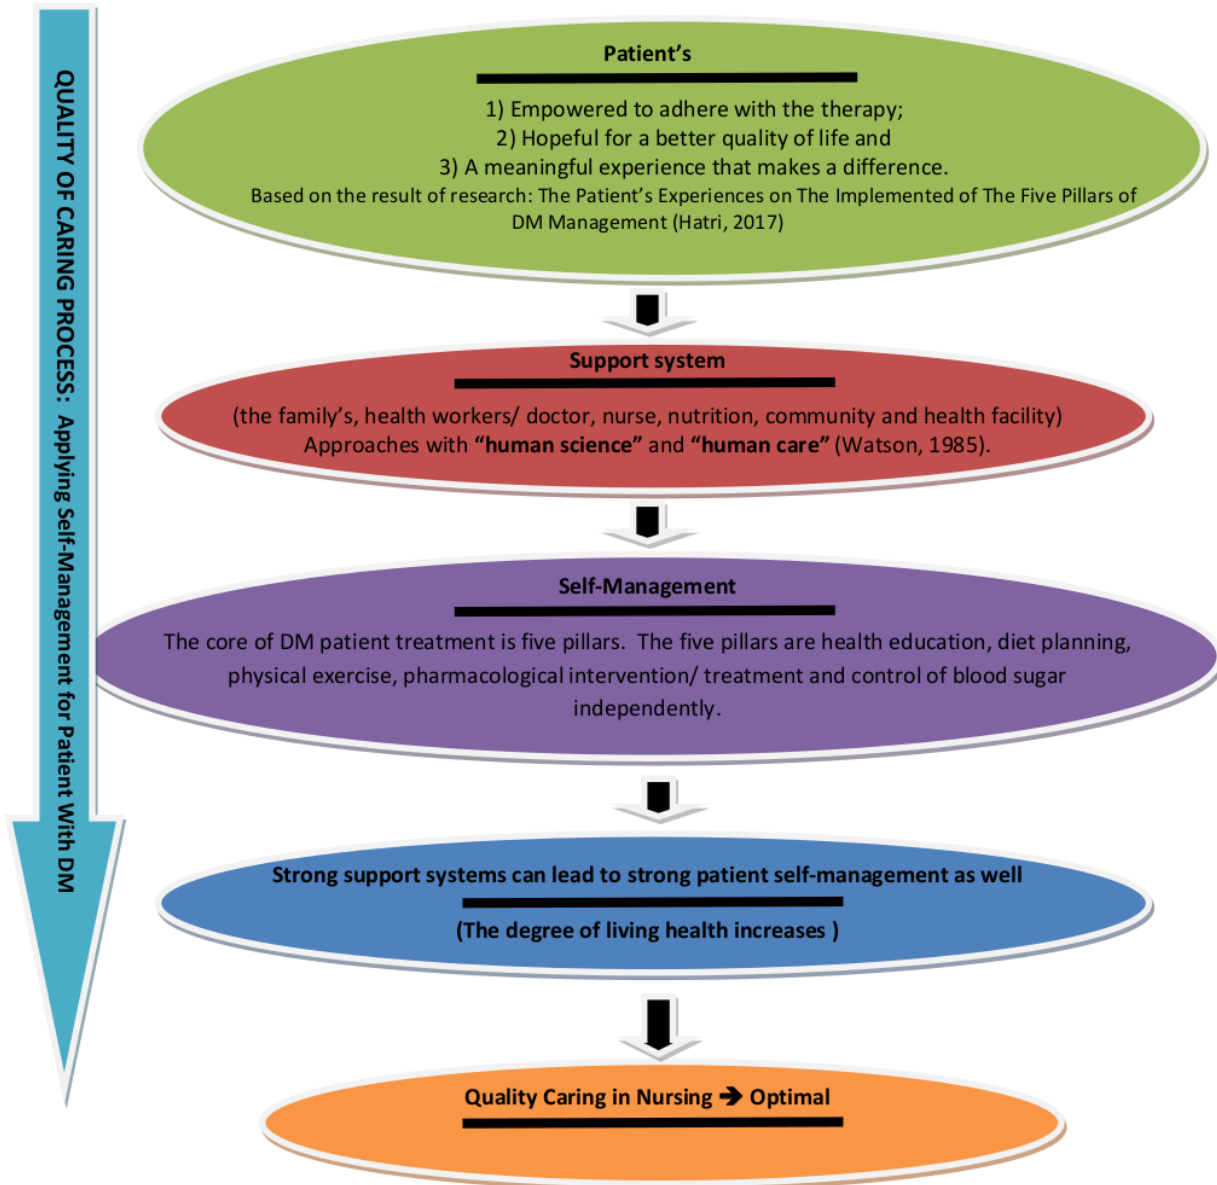 QUALITY OF CARING PROCESS: Applying Self-Management for Patient With DM
Patient’s
1) Empowered to adhere with the therapy;
2) Hopeful for a better quality of life and
3) A meaningful experience that makes a difference.
Based on the result of research: The Patient’s Experiences on The Implemented of The Five Pillars of
DM Management (Hatri, 2017)
Support system
(the family’s, health workers/ doctor, nurse, nutrition, community and health facility)
Approaches with “human science” and “human care” (Watson, 1985).
Self-Management
The core of DM patient treatment is five pillars. The five pillars are health education, diet planning,
physical exercise, pharmacological intervention/ treatment and control of blood sugar
independently.
Strong support systems can lead to strong patient self-management as well
(The degree of living health increases )
Quality Caring in Nursing ➔ Optimal